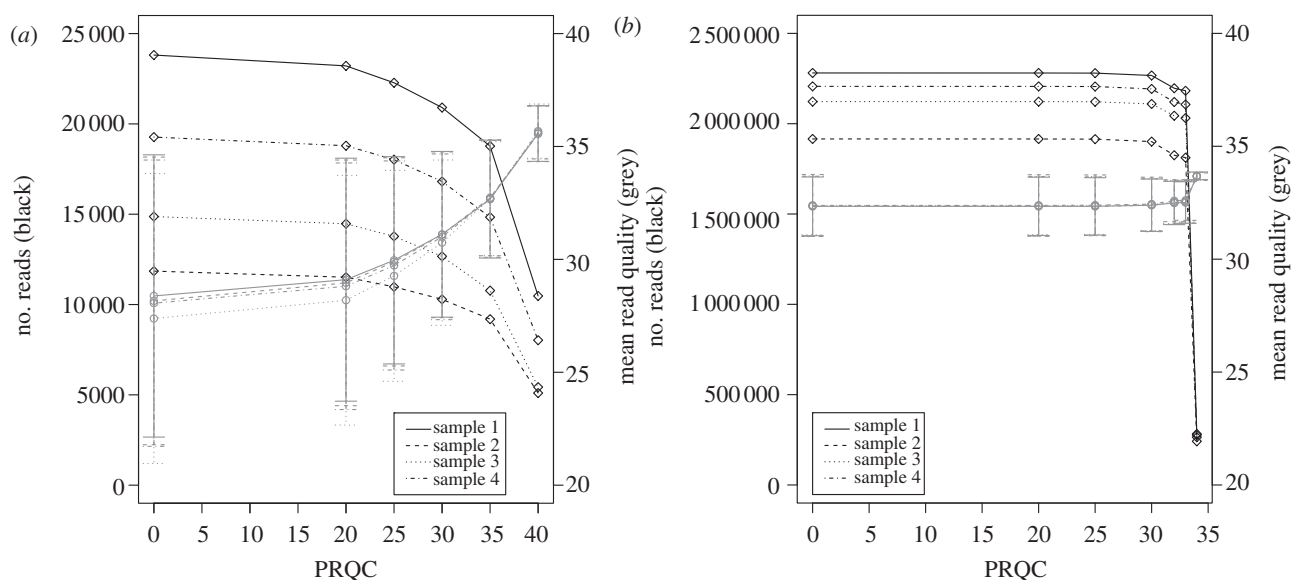 (a)
25 000
20 000
15 000
10 000
5000
0
no. reads (black)
40
35
30
25
20
mean read quality (grey)
0 5 10 15 20 25 30 35 40
PRQC
sample 1
sample 2
sample 3
sample 4
(b)
2 500 000
2 000 000
1 500 000
1 000 000
500 000
0
no. reads (black)
40
35
30
25
20
mean read quality (grey)
0 5 10 15 20 25 30 35
PRQC
sample 1
sample 2
sample 3
sample 4